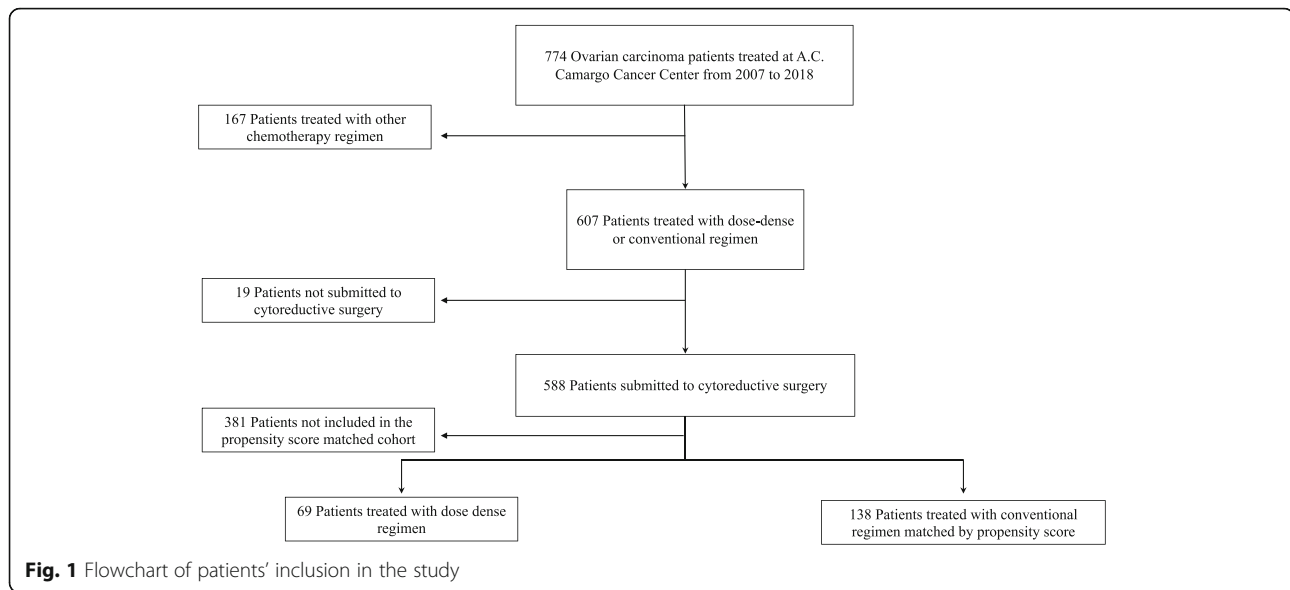 774 Ovarian carcinoma patients treated at A.C.
Camargo Cancer Center from 2007 to 2018
167 Patients treated with other
chemotherapy regimen
607 Patients treated with dose-dense
or conventional regimen
19 Patients not submitted to
cytoreductive surgery
588 Patients submitted to cytoreductive surgery
381 Patients not included in the
propensity score matched cohort
69 Patients treated with dose dense
regimen
138 Patients treated with conventional
regimen matched by propensity score
Fig. 1 Flowchart of patients' inclusion in the study